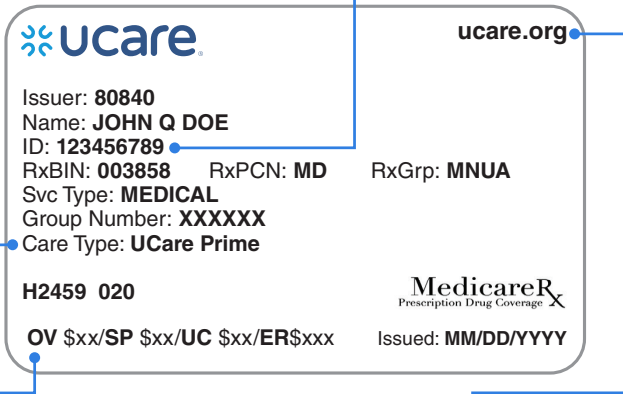 ucare® ucare.org
Issuer: 80840
Name: JOHN Q DOE
ID: 123456789
RxBIN: 003858 RxPCN: MD RxGrp: MNUA
Svc Type: MEDICAL
Group Number: XXXXXX
Care Type: UCare Prime
H2459 020 MedicareRx
Prescription Drug Coverage
OV $xx/SP $xx/UC $xx/ER$xxx Issued: MM/DD/YYYY